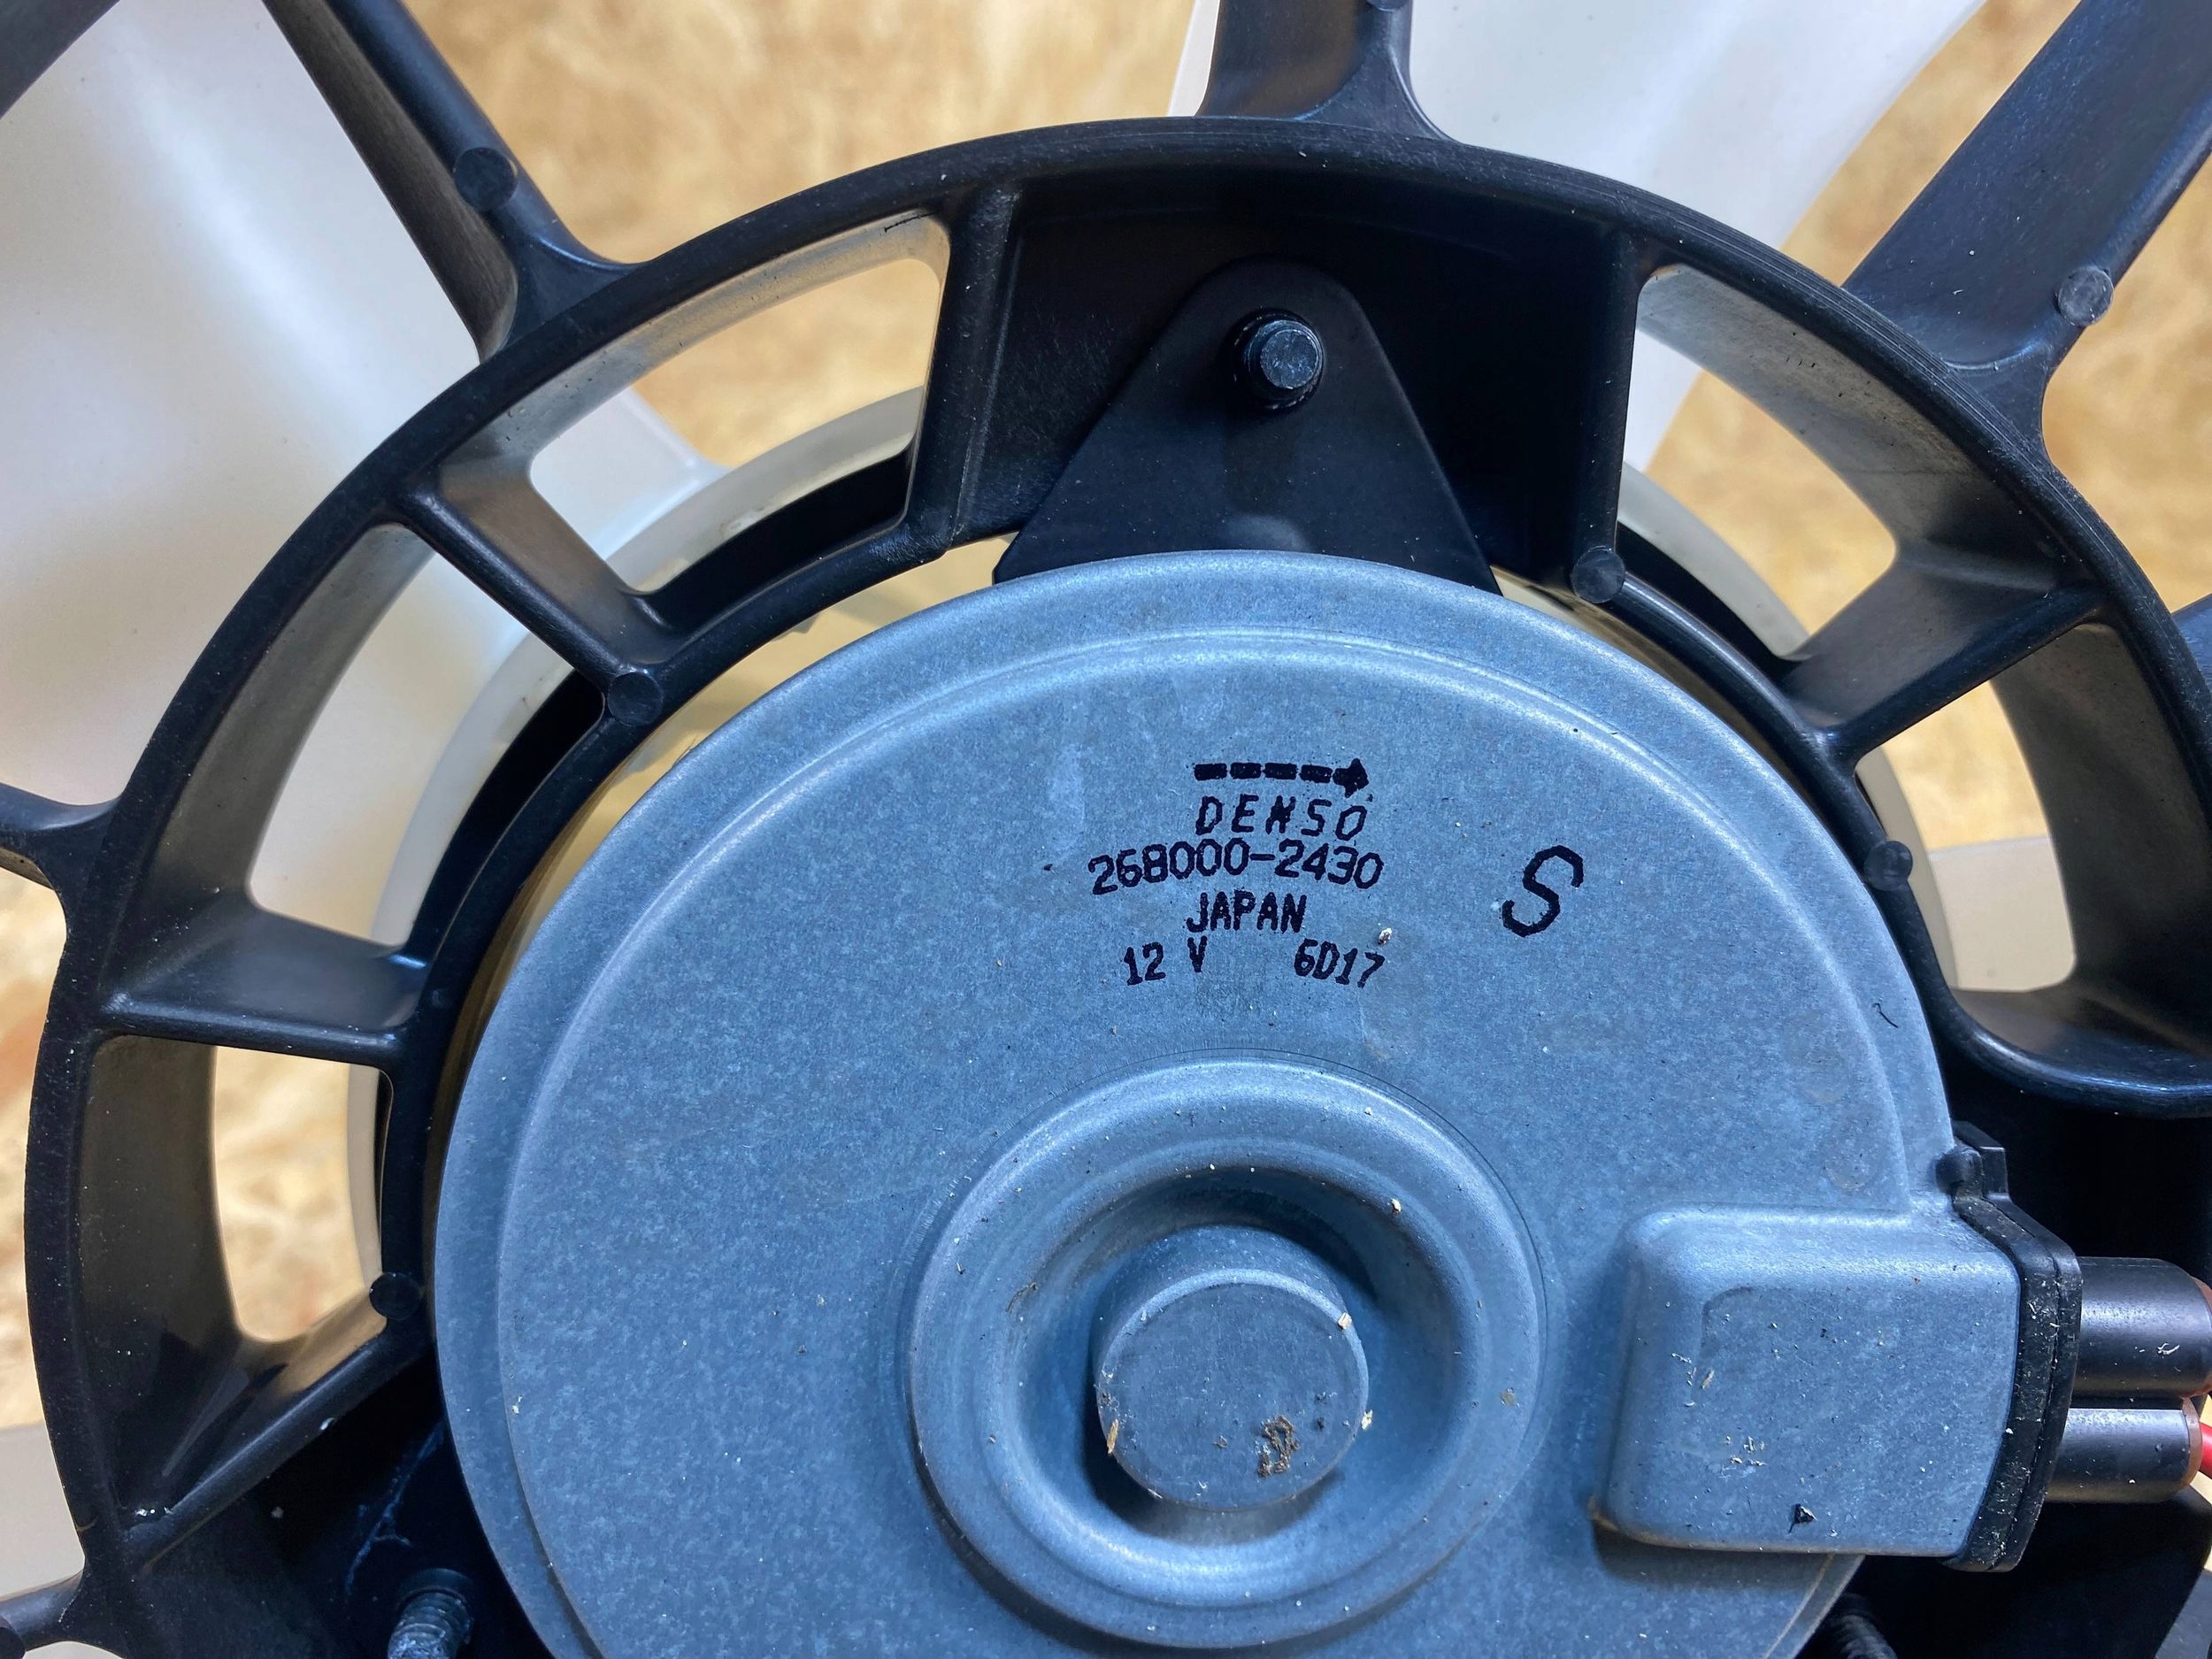 DENSO
268000-2430
S
JAPAN
12 V 6D17